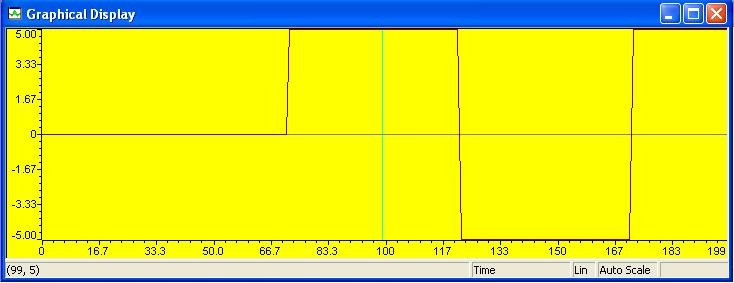 Graphical Display
5.00
3.33
1.67
0
-1.67
-3.33
-5.00
0 16.7 33.3 50.0 66.7 83.3 100 117 133 150 167 183 199
(99, 5) Time Lin Auto Scale